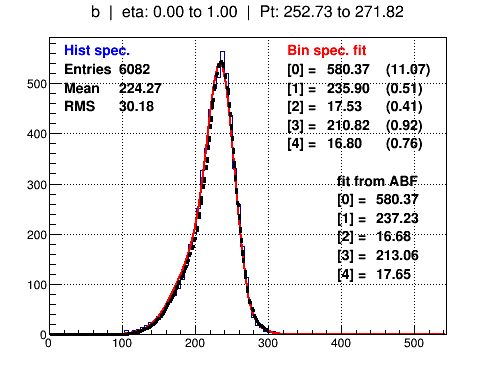 b | eta: 0.00 to 1.00 | Pt: 252.73 to 271.82
Hist spec.
Entries 6082
Mean 224.27
RMS 30.18
Bin spec. fit
[0] = 580.37 (11.07)
[1] = 235.90 (0.51)
[2] = 17.53 (0.41)
[3] = 210.82 (0.92)
[4] = 16.80 (0.76)
fit from ABF
[0] = 580.37
[1] = 237.23
[2] = 16.68
[3] = 213.06
[4] = 17.65
500
400
300
200
100
0
0 100 200 300 400 500